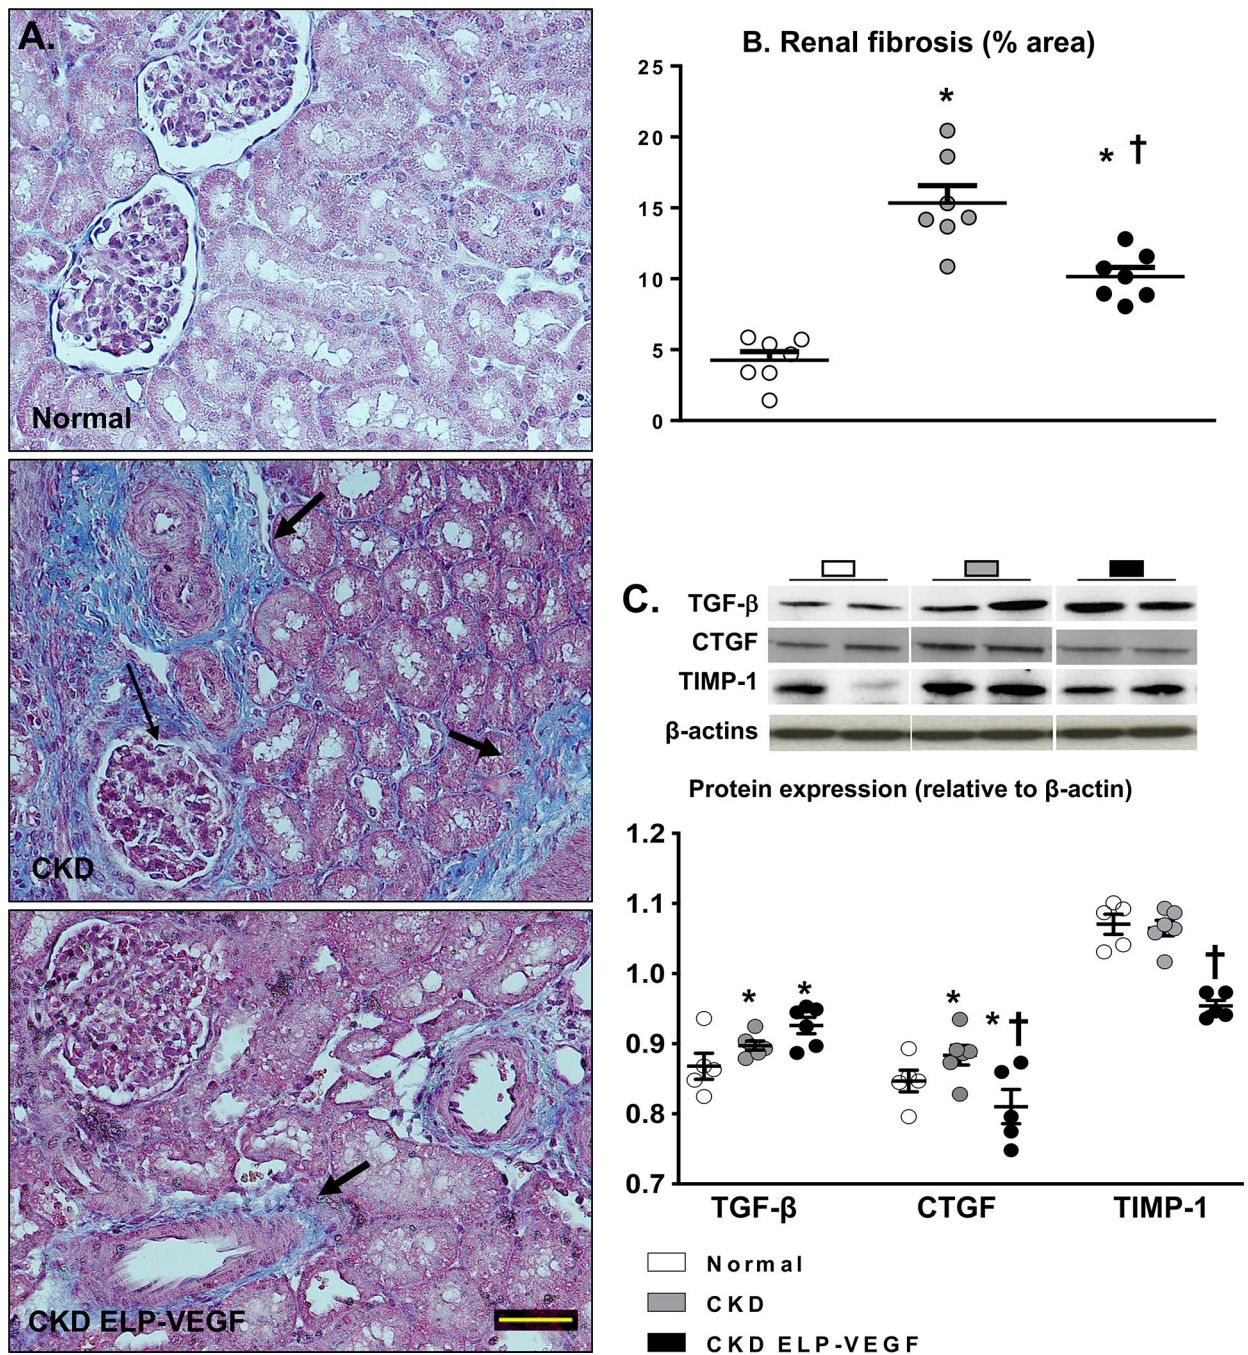 A.
Normal
CKD
CKD ELP-VEGF
B. Renal fibrosis (% area)
25
20
15
10
5
0
*
* †
C.
TGF-β
CTGF
TIMP-1
β-actins
Protein expression (relative to β-actin)
1.2
1.1
1.0
0.9
0.8
0.7
* *
* * †
†
TGF-β CTGF TIMP-1
Normal
CKD
CKD ELP-VEGF